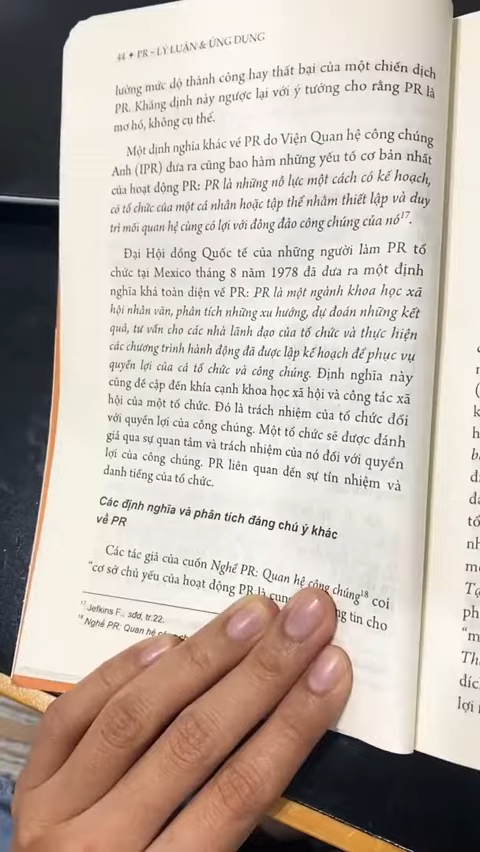 44 ✦ PR – LÝ LUẬN & ỨNG DỤNG
lường mức độ thành công hay thất bại của một chiến dịch
PR. Khẳng định này ngược lại với ý tưởng cho rằng PR là
mơ hồ, không cụ thể.
Một định nghĩa khác về PR do Viện Quan hệ công chúng
Anh (IPR) đưa ra cũng bao hàm những yếu tố cơ bản nhất
của hoạt động PR: PR là những nỗ lực một cách có kế hoạch,
có tổ chức của một cá nhân hoặc tập thể nhằm thiết lập và duy
trì mối quan hệ cùng có lợi với đông đảo công chúng của nó17.
Đại Hội đồng Quốc tế của những người làm PR tổ
chức tại Mexico tháng 8 năm 1978 đã đưa ra một định
nghĩa khá toàn diện về PR: PR là một ngành khoa học xã
hội nhân văn, phân tích những xu hướng, dự đoán những kết
quả, tư vấn cho các nhà lãnh đạo của tổ chức và thực hiện
các chương trình hành động đã được lập kế hoạch để phục vụ
quyền lợi của cả tổ chức và công chúng. Định nghĩa này
cũng đề cập đến khía cạnh khoa học xã hội và công tác xã
hội của một tổ chức. Đó là trách nhiệm của tổ chức đối
với quyền lợi của công chúng. Một tổ chức sẽ được đánh
giá qua sự quan tâm và trách nhiệm của nó đối với quyền
lợi của công chúng. PR liên quan đến sự tín nhiệm và
danh tiếng của tổ chức.
Các định nghĩa và phân tích đáng chú ý khác
về PR
Các tác giả của cuốn Nghề PR: Quan hệ công chúng18 coi
“cơ sở chủ yếu của hoạt động PR là tin cho
17 Jefkins F., sđd, tr.22.
18 Nghề PR: Quan hệ